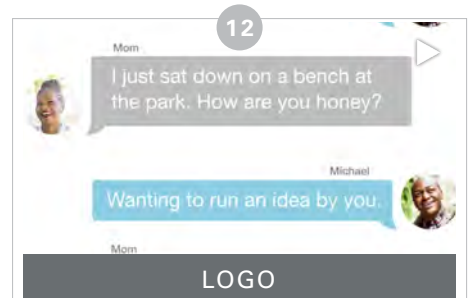 12
Mom
I just sat down on a bench at
the park. How are you honey?
Michael
Wanting to run an idea by you.
Mom
LOGO